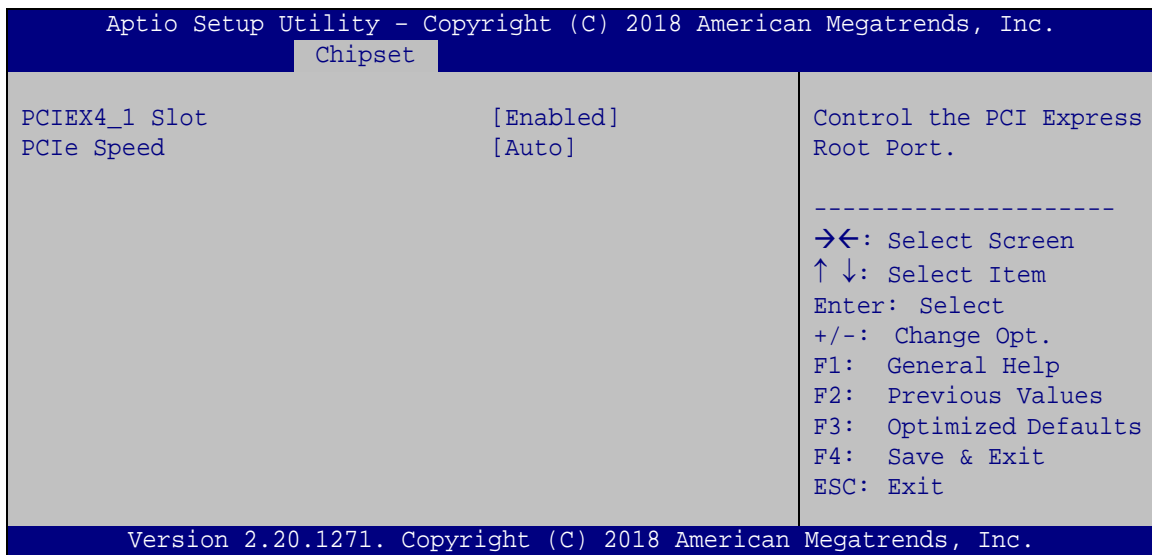 Aptio Setup Utility – Copyright (C) 2018 American Megatrends, Inc.
Chipset
PCIEX4_1 Slot [Enabled]
PCIe Speed [Auto]
Control the PCI Express
Root Port.
---------------------
→←: Select Screen
↑ ↓: Select Item
Enter: Select
+/-: Change Opt.
F1: General Help
F2: Previous Values
F3: Optimized Defaults
F4: Save & Exit
ESC: Exit
Version 2.20.1271. Copyright (C) 2018 American Megatrends, Inc.